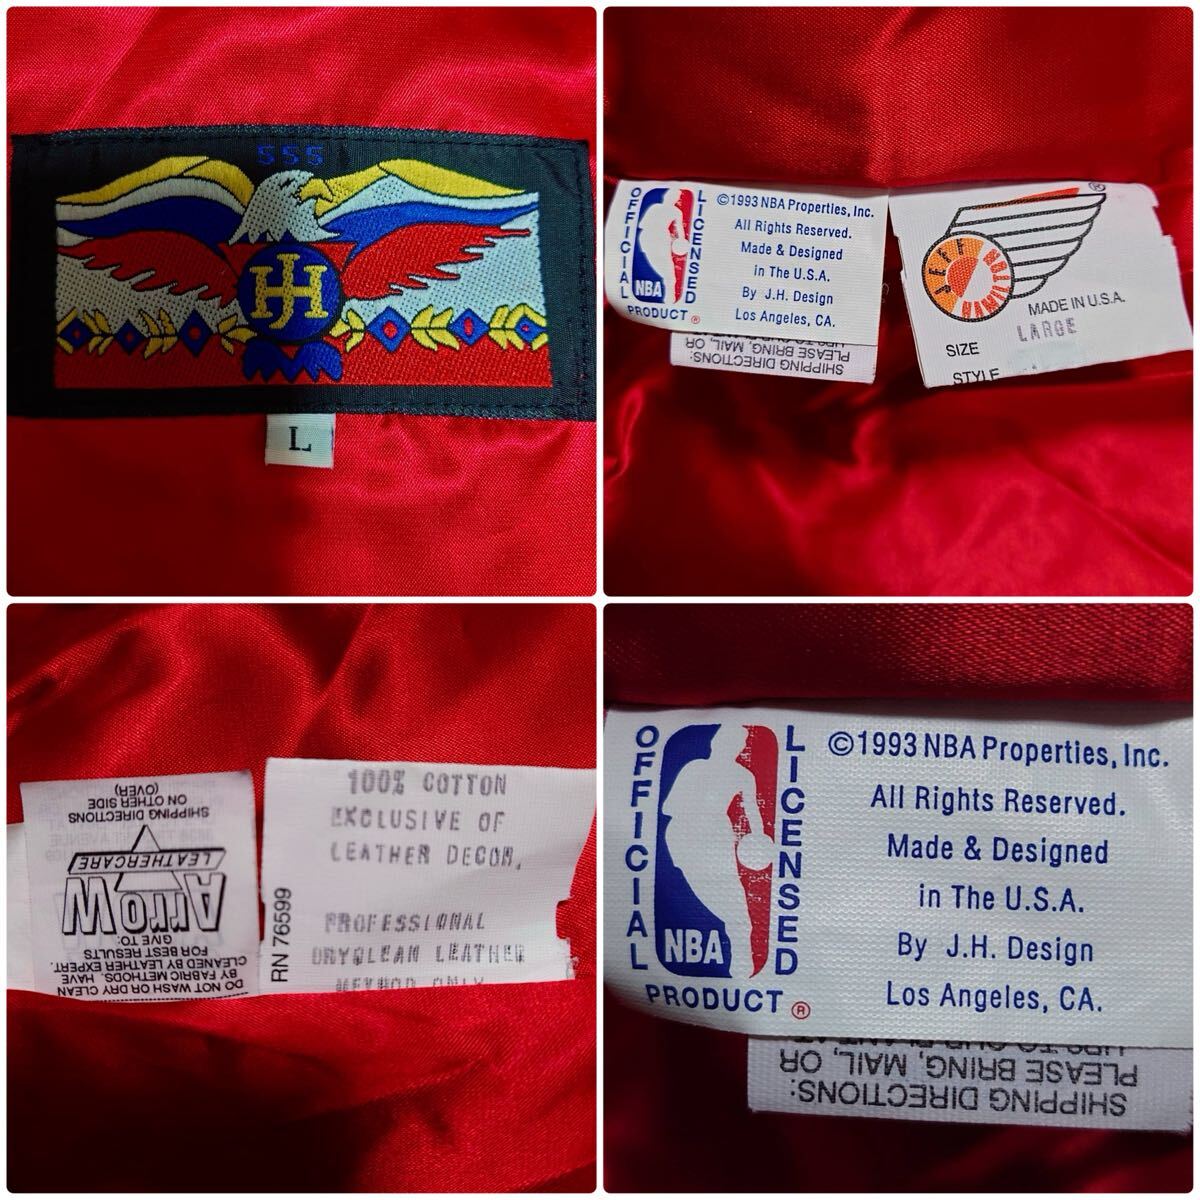 555
JH
L
OFFICIAL
LICENSED
NBA
PRODUCT®
©1993 NBA Properties, Inc.
All Rights Reserved.
Made & Designed
in The U.S.A.
By J.H. Design
Los Angeles, CA.
SHIPPING DIRECTIONS:
PLEASE BRING, MAIL, OR
®
JEFF
HAMILTON
MADE IN U.S.A.
SIZE LARGE
STYLE
DO NOT WASH OR DRY CLEAN
BY FABRIC METHODS. HAVE
CLEANED BY LEATHER EXPERT.
FOR BEST RESULTS
GIVE TO:
ArroW
LEATHERCARE
SHIPPING DIRECTIONS
ON OTHER SIDE
(OVER)
100% COTTON
EXCLUSIVE OF
LEATHER DECOR.
PROFESSIONAL
DRYCLEAN LEATHER
METHOD ONLY
RN 76599
OFFICIAL
LICENSED
NBA
PRODUCT®
©1993 NBA Properties, Inc.
All Rights Reserved.
Made & Designed
in The U.S.A.
By J.H. Design
Los Angeles, CA.
SHIPPING DIRECTIONS:
PLEASE BRING, MAIL, OR
UPS TO OUR PLANT AT